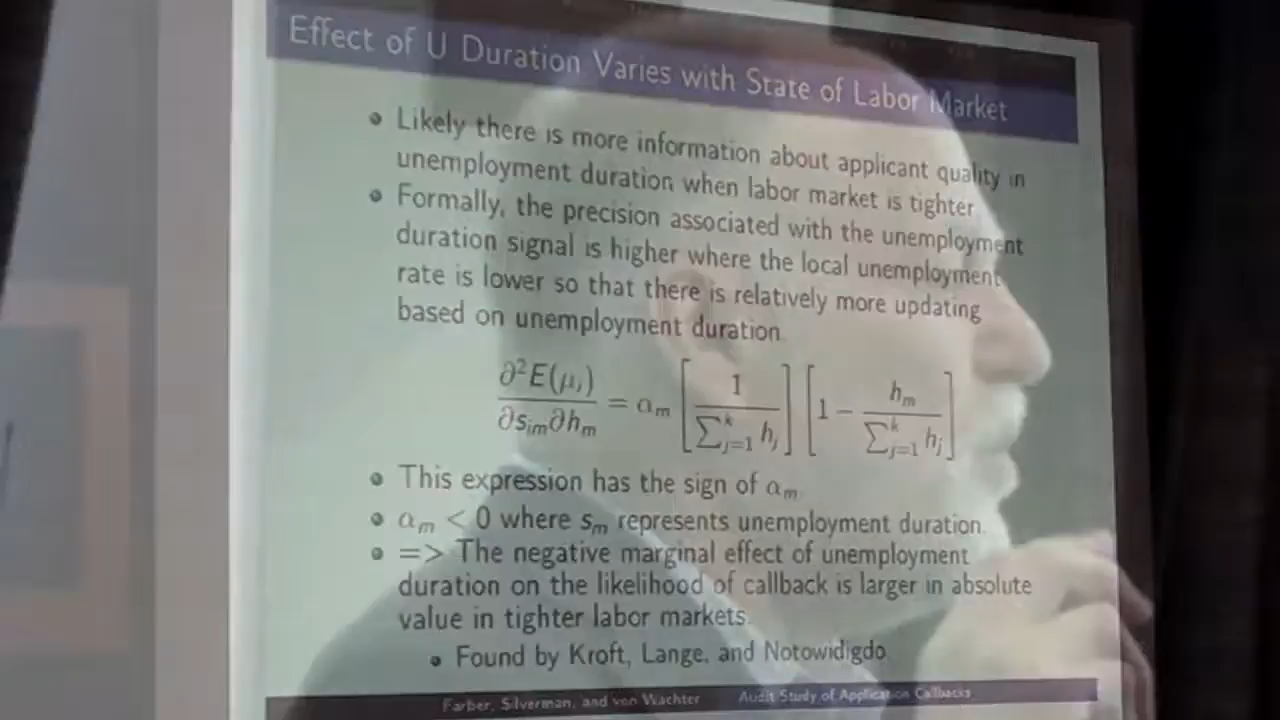 Effect of U Duration Varies with State of Labor Market
• Likely there is more information about applicant quality in
unemployment duration when labor market is tighter
• Formally, the precision associated with the unemployment
duration signal is higher where the local unemployment
rate is lower so that there is relatively more updating
based on unemployment duration.
∂²E(μᵢ) / ∂sᵢₘ∂hₘ = αₘ [1 / ∑ᵏⱼ₌₁ hⱼ] [1 − hₘ / ∑ᵏⱼ₌₁ hⱼ]
• This expression has the sign of αₘ
• αₘ < 0 where sₘ represents unemployment duration.
• => The negative marginal effect of unemployment
duration on the likelihood of callback is larger in absolute
value in tighter labor markets.
• Found by Kroft, Lange, and Notowidigdo
Farber, Silverman, and von Wachter Audit Study of Application Callbacks